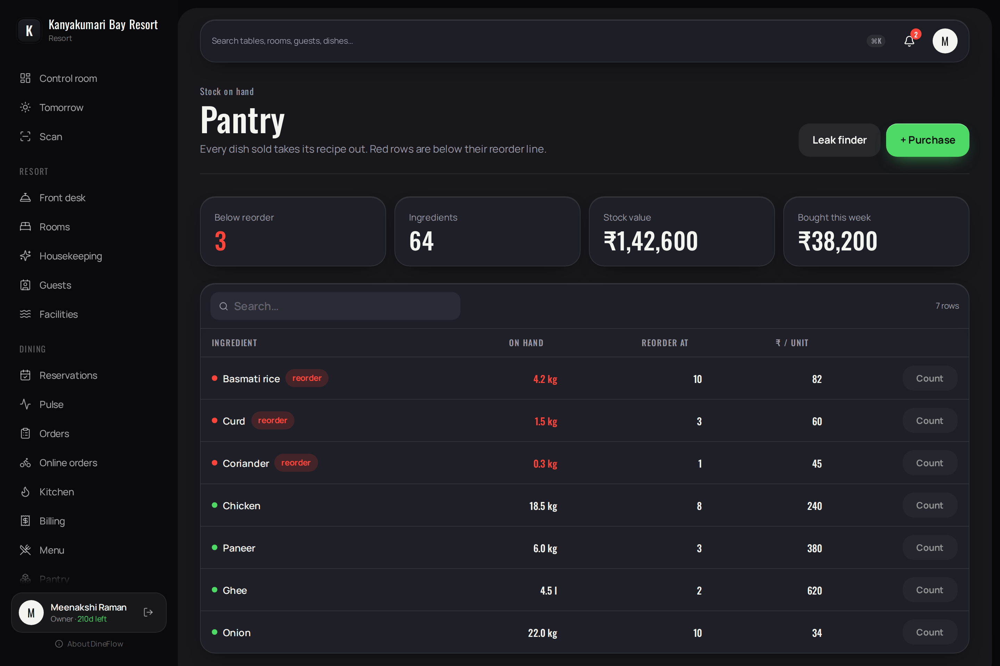 K
Kanyakumari Bay Resort
Resort
Control room
Tomorrow
Scan
RESORT
Front desk
Rooms
Housekeeping
Guests
Facilities
DINING
Reservations
Pulse
Orders
Online orders
Kitchen
Billing
Menu
Pantry
M
Meenakshi Raman
Owner · 210d left
About DineFlow
Search tables, rooms, guests, dishes...
⌘K
2
M
Stock on hand
Pantry
Every dish sold takes its recipe out. Red rows are below their reorder line.
Leak finder
+ Purchase
Below reorder
3
Ingredients
64
Stock value
₹1,42,600
Bought this week
₹38,200
Search...
7 rows
INGREDIENT ON HAND REORDER AT ₹ / UNIT
Basmati rice reorder 4.2 kg 10 82 Count
Curd reorder 1.5 kg 3 60 Count
Coriander reorder 0.3 kg 1 45 Count
Chicken 18.5 kg 8 240 Count
Paneer 6.0 kg 3 380 Count
Ghee 4.5 l 2 620 Count
Onion 22.0 kg 10 34 Count